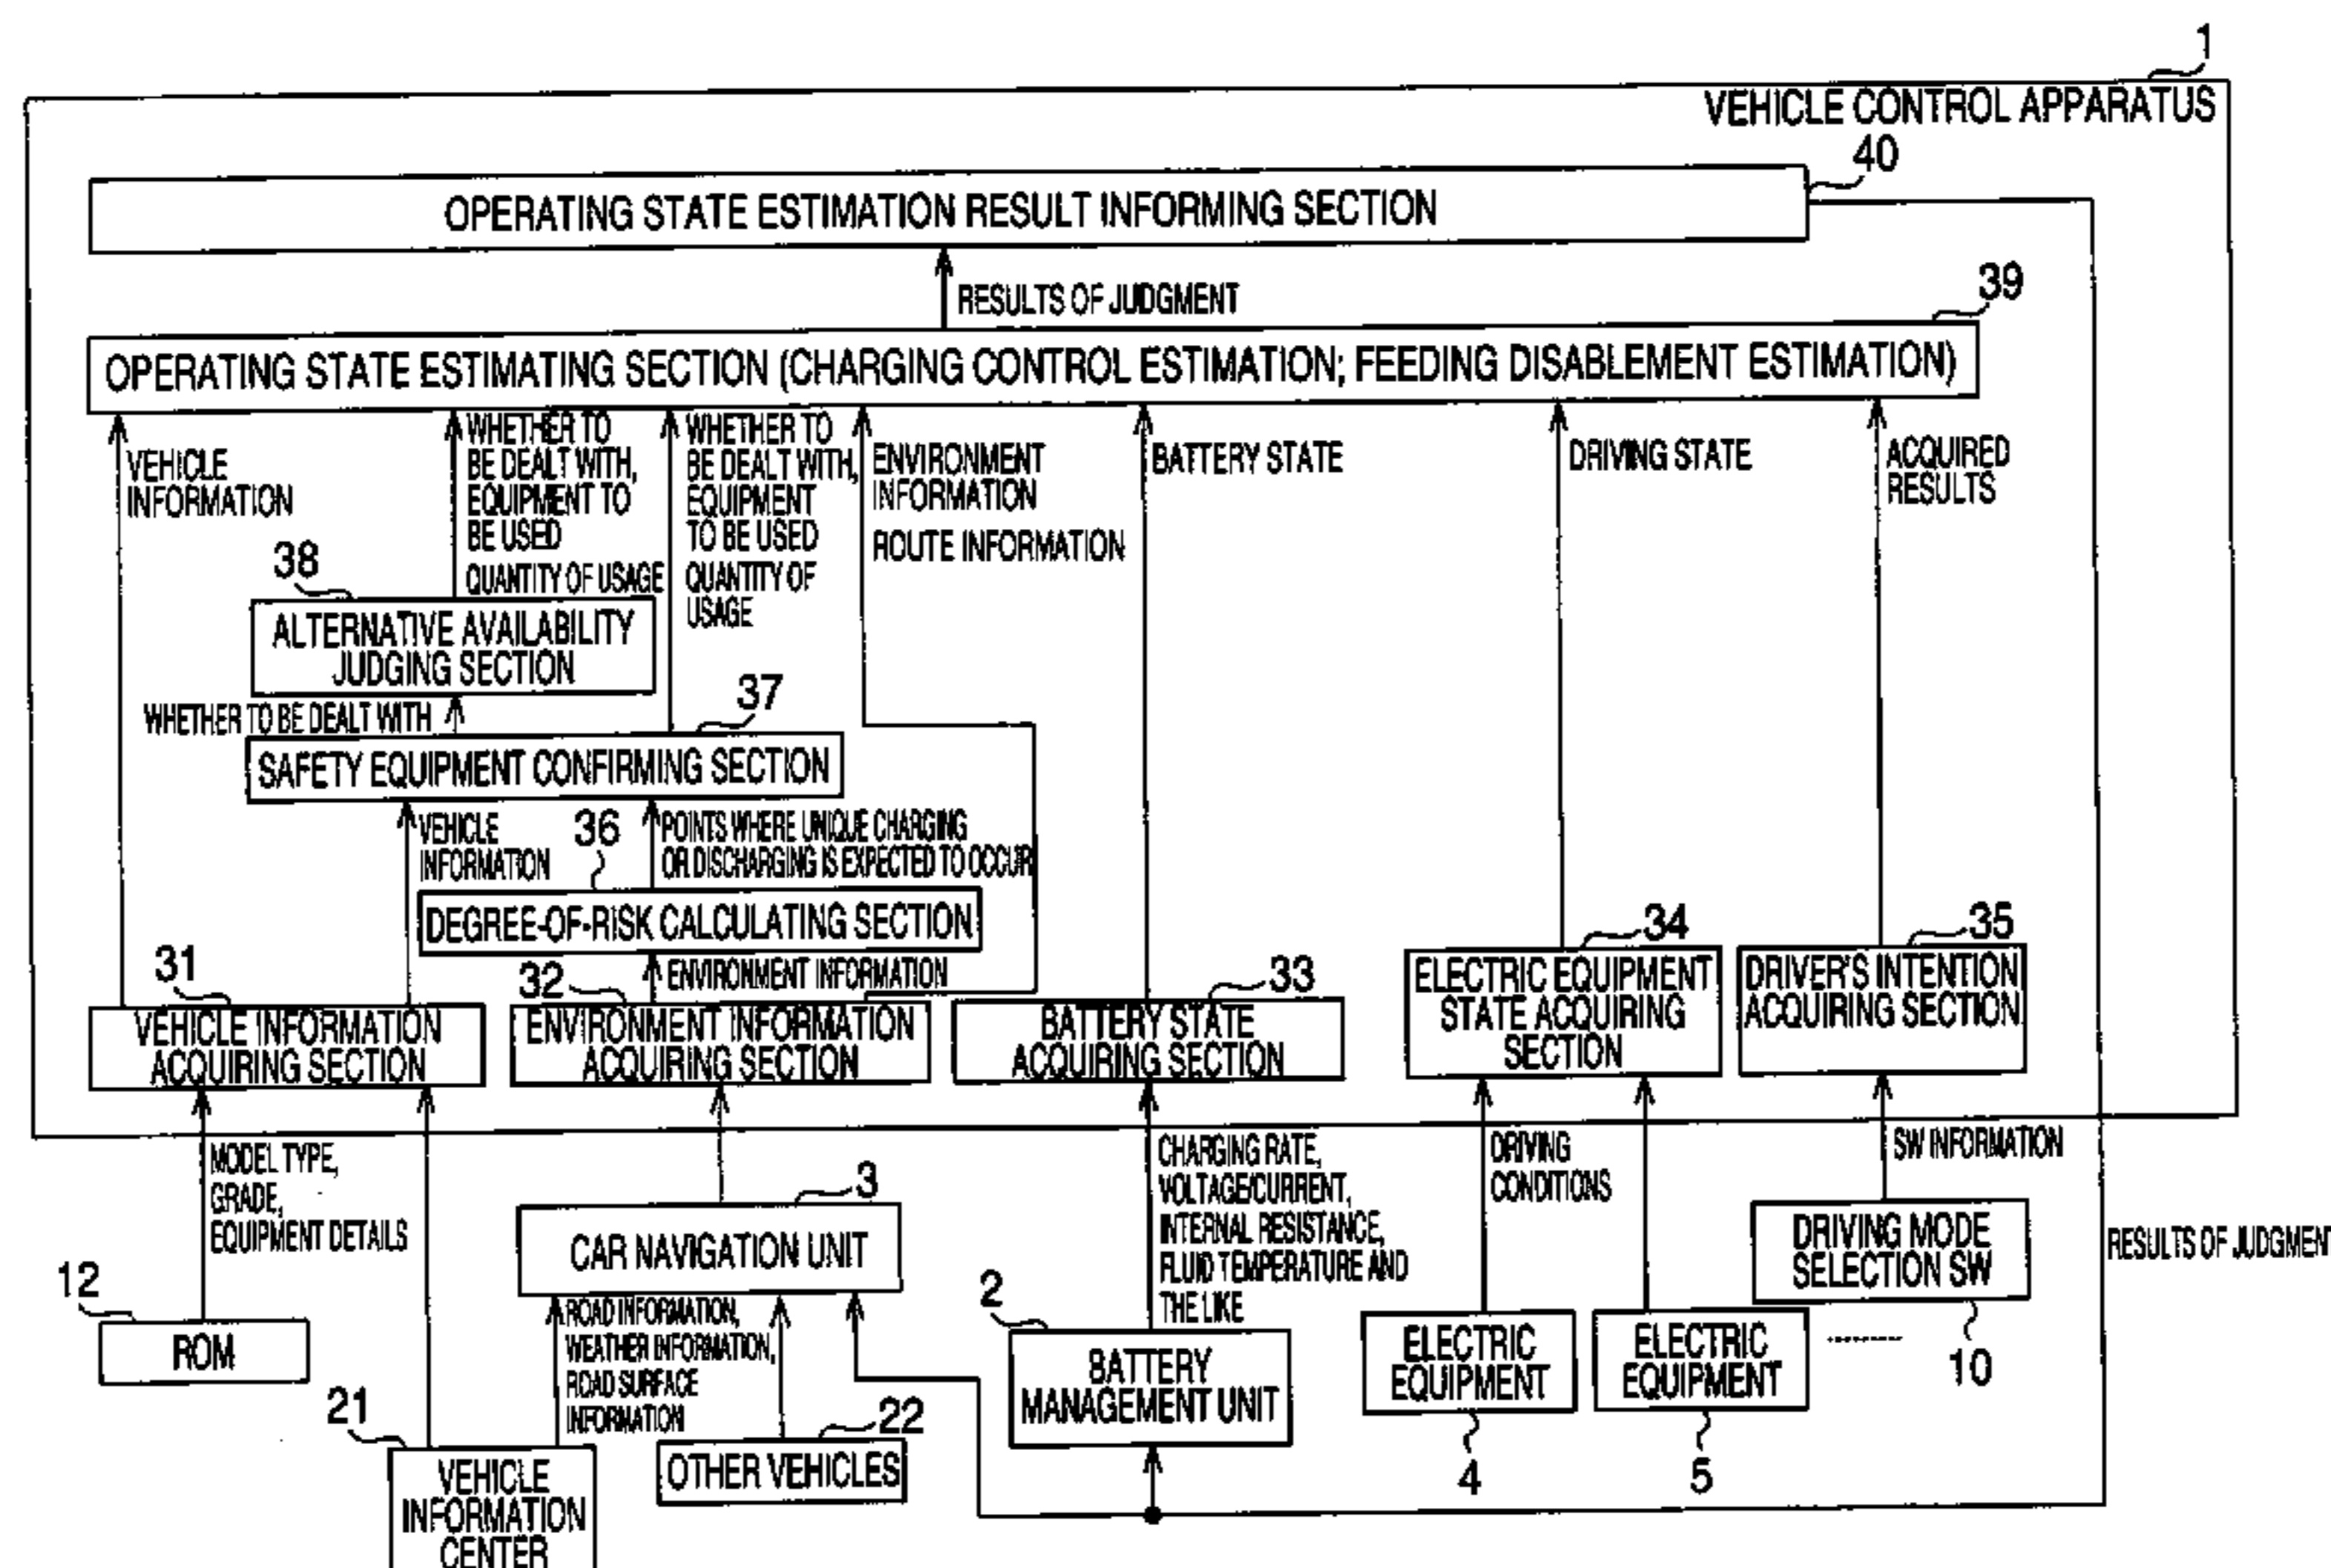 1
VEHICLE CONTROL APPARATUS
40
OPERATING STATE ESTIMATION RESULT INFORMING SECTION
RESULTS OF JUDGMENT
39
OPERATING STATE ESTIMATING SECTION (CHARGING CONTROL ESTIMATION; FEEDING DISABLEMENT ESTIMATION)
VEHICLE
INFORMATION
WHETHER TO
BE DEALT WITH,
EQUIPMENT TO
BE USED
QUANTITY OF USAGE
WHETHER TO
BE DEALT WITH,
EQUIPMENT
TO BE USED
QUANTITY OF
USAGE
ENVIRONMENT
INFORMATION
ROUTE INFORMATION
BATTERY STATE
DRIVING STATE
ACQUIRED
RESULTS
38
ALTERNATIVE AVAILABILITY
JUDGING SECTION
WHETHER TO BE DEALT WITH
37
SAFETY EQUIPMENT CONFIRMING SECTION
VEHICLE
INFORMATION
36
POINTS WHERE UNIQUE CHARGING
OR DISCHARGING IS EXPECTED TO OCCUR
DEGREE-OF-RISK CALCULATING SECTION
ENVIRONMENT INFORMATION
31
VEHICLE INFORMATION
ACQUIRING SECTION
32
ENVIRONMENT INFORMATION
ACQUIRING SECTION
33
BATTERY STATE
ACQUIRING SECTION
34
ELECTRIC EQUIPMENT
STATE ACQUIRING
SECTION
35
DRIVER'S INTENTION
ACQUIRING SECTION
MODEL TYPE,
GRADE,
EQUIPMENT DETAILS
CHARGING RATE,
VOLTAGE/CURRENT,
INTERNAL RESISTANCE,
FLUID TEMPERATURE AND
THE LIKE
DRIVING
CONDITIONS
SW INFORMATION
3
CAR NAVIGATION UNIT
DRIVING MODE
SELECTION SW
10
RESULTS OF JUDGMENT
12
ROM
ROAD INFORMATION,
WEATHER INFORMATION,
ROAD SURFACE
INFORMATION
2
BATTERY
MANAGEMENT UNIT
ELECTRIC
EQUIPMENT
4
ELECTRIC
EQUIPMENT
5
21
VEHICLE
INFORMATION
CENTER
22
OTHER VEHICLES